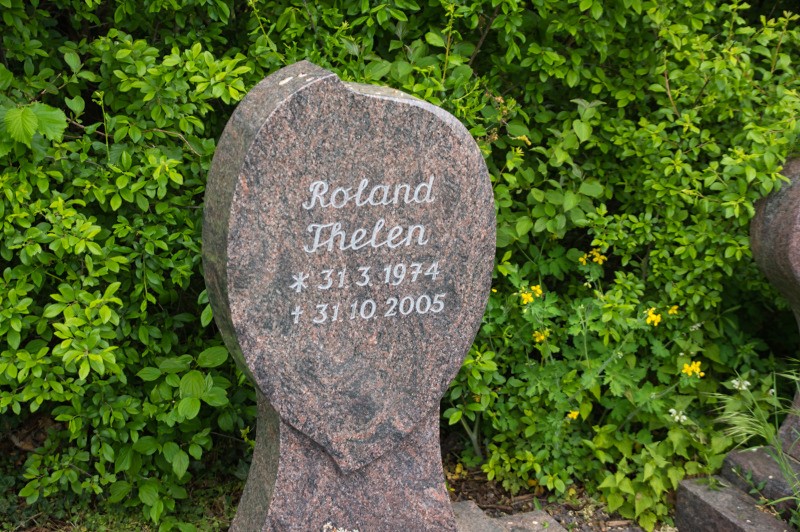 Roland
Thelen
* 31.3.1974
† 31.10.2005